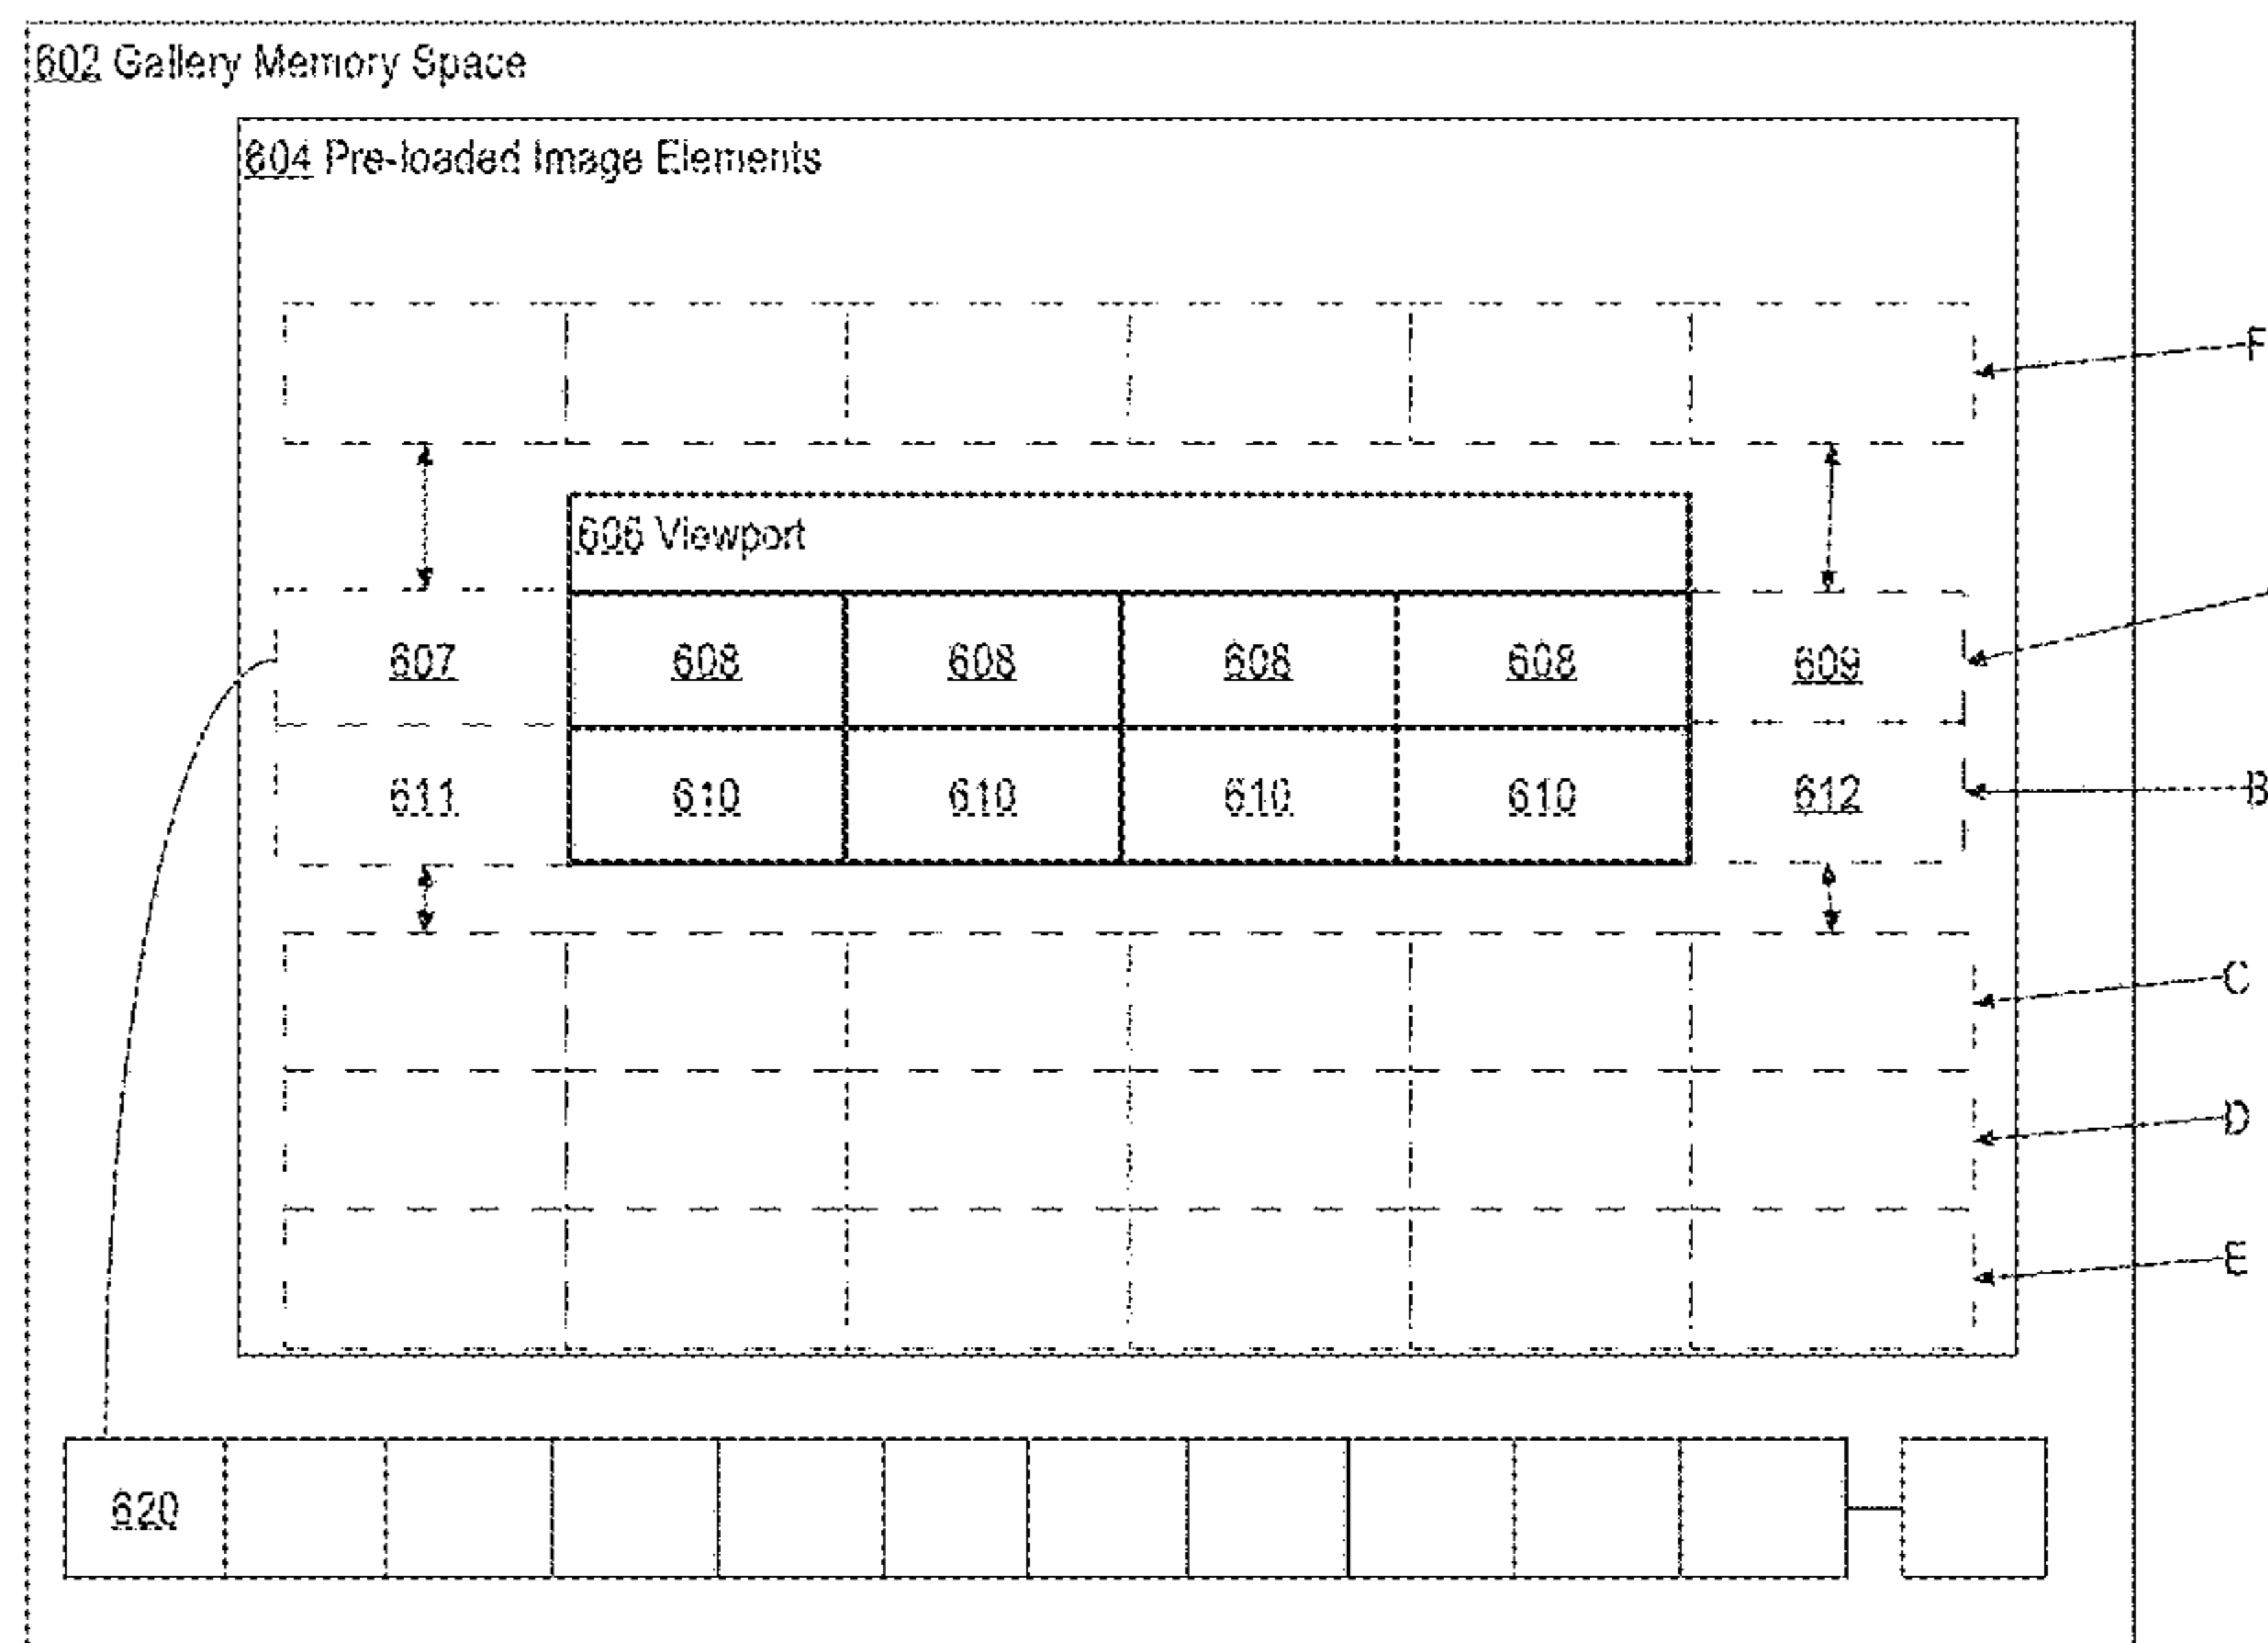 602 Gallery Memory Space
604 Pre-loaded Image Elements
F
606 Viewport
607 608 608 608 608 609
611 610 610 610 610 612
B
C
D
E
620